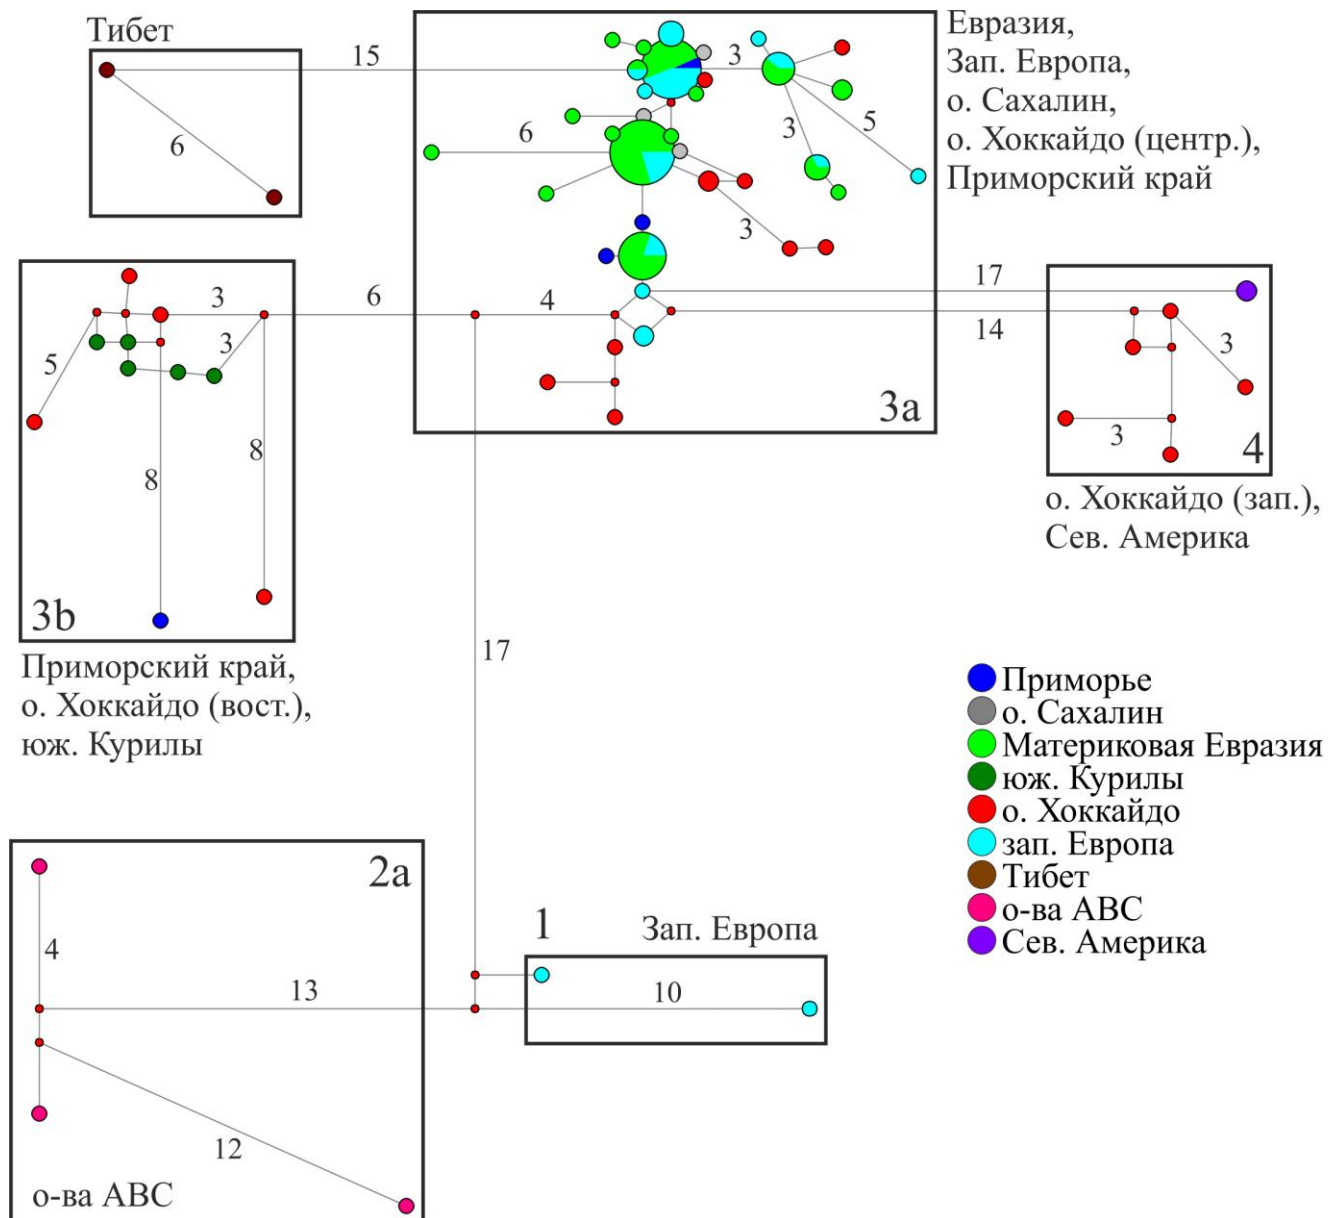 Тибет
15
6
3
6
3
5
3
3a
Евразия,
Зап. Европа,
о. Сахалин,
о. Хоккайдо (центр.),
Приморский край
3
6
4
17
14
5
3
8
8
3b
Приморский край,
о. Хоккайдо (вост.),
юж. Курилы
3
3
4
о. Хоккайдо (зап.),
Сев. Америка
17
Приморье
о. Сахалин
Материковая Евразия
юж. Курилы
о. Хоккайдо
зап. Европа
Тибет
о-ва АВС
Сев. Америка
2a
4
13
12
о-ва АВС
1
Зап. Европа
10